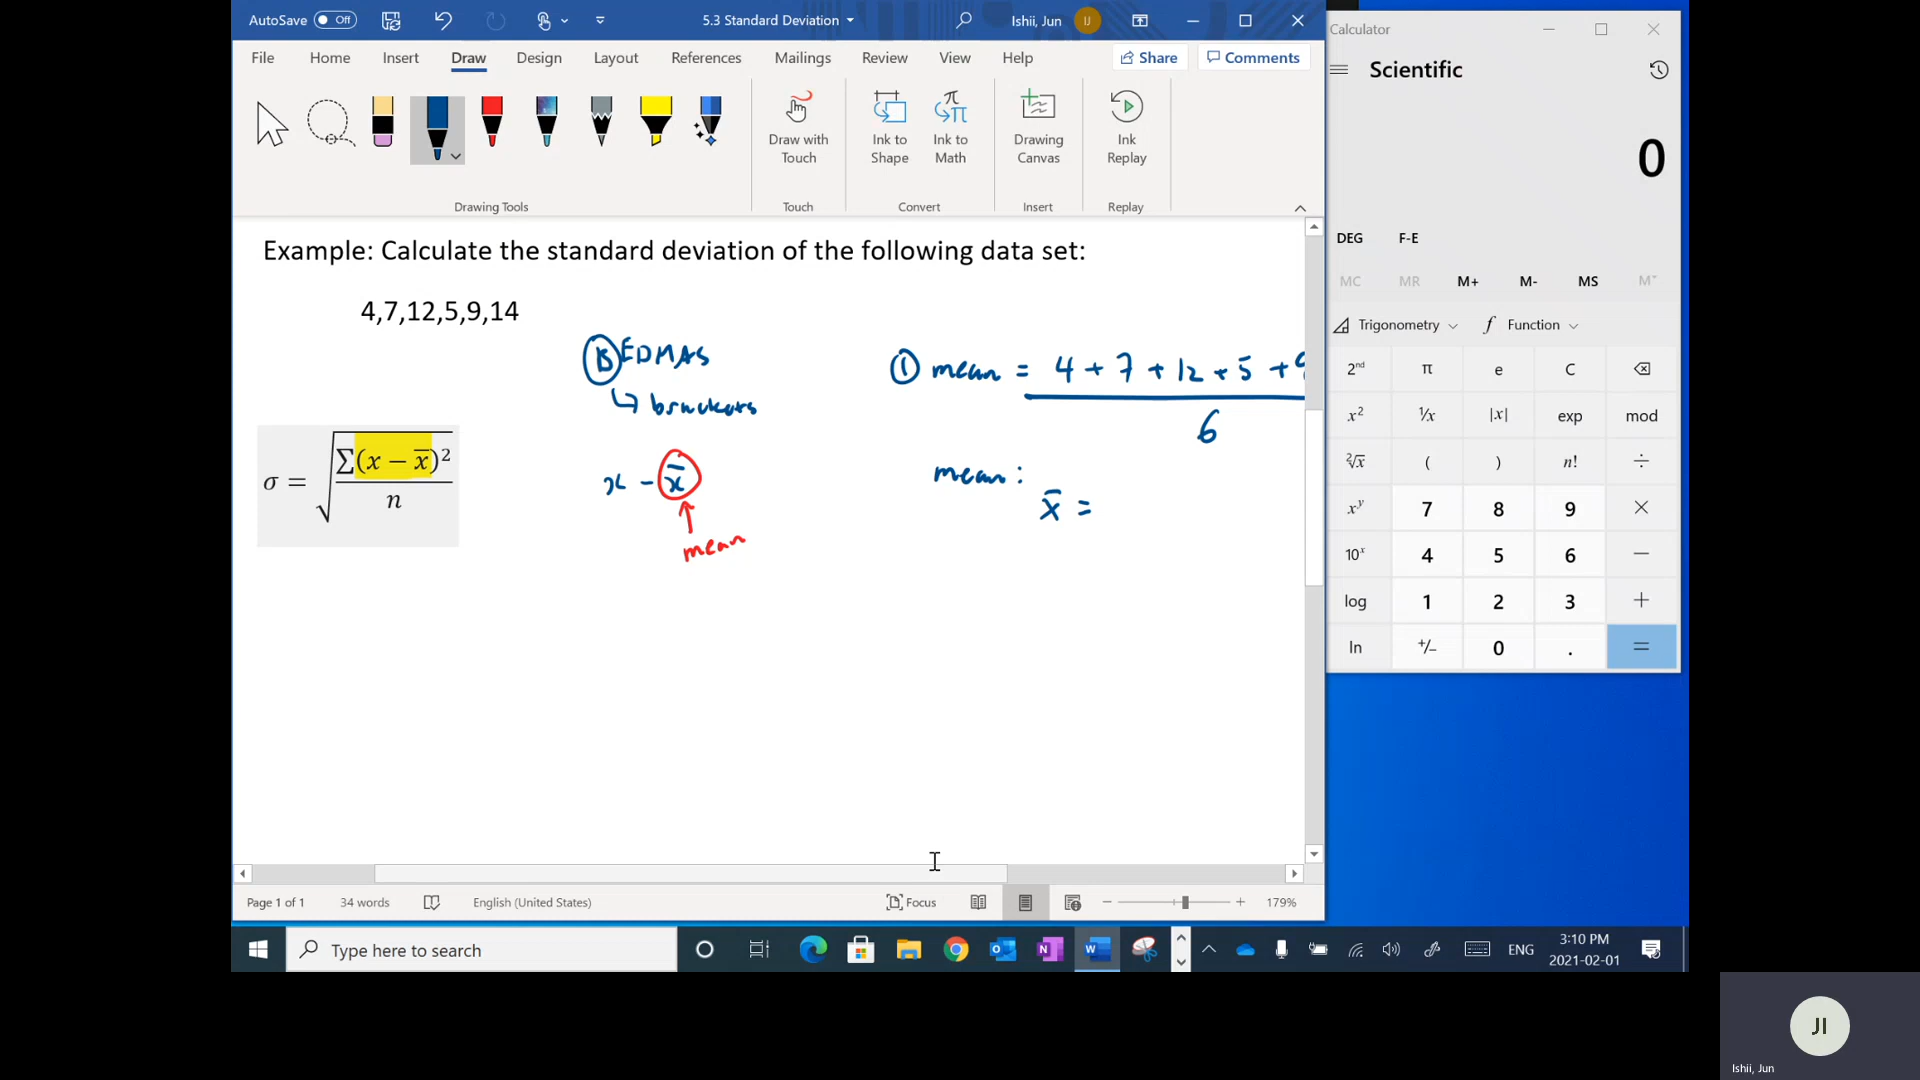 AutoSave Off 5.3 Standard Deviation Ishii, Jun IJ
File Home Insert Draw Design Layout References Mailings Review View Help Share Comments
Draw with Touch
Ink to Shape
Ink to Math
Drawing Canvas
Ink Replay
Drawing Tools Touch Convert Insert Replay
Example: Calculate the standard deviation of the following data set:
4,7,12,5,9,14
BEDMAS
↳ brackets
σ = √(∑(x − x̅)² / n)
x − x̅
↑
mean
① mean = 4 + 7 + 12 + 5 + 9
6
mean :
x̅ =
Page 1 of 1 34 words English (United States) Focus 179%
Calculator
Scientific
0
DEG F-E
MC MR M+ M- MS M˅
Trigonometry Function
2ⁿᵈ π e C
x² ¹/x |x| exp mod
²√x ( ) n! ÷
xʸ 7 8 9 ×
10ˣ 4 5 6 −
log 1 2 3 +
ln +/− 0 . =
Type here to search
ENG
3:10 PM
2021-02-01
JI
Ishii, Jun